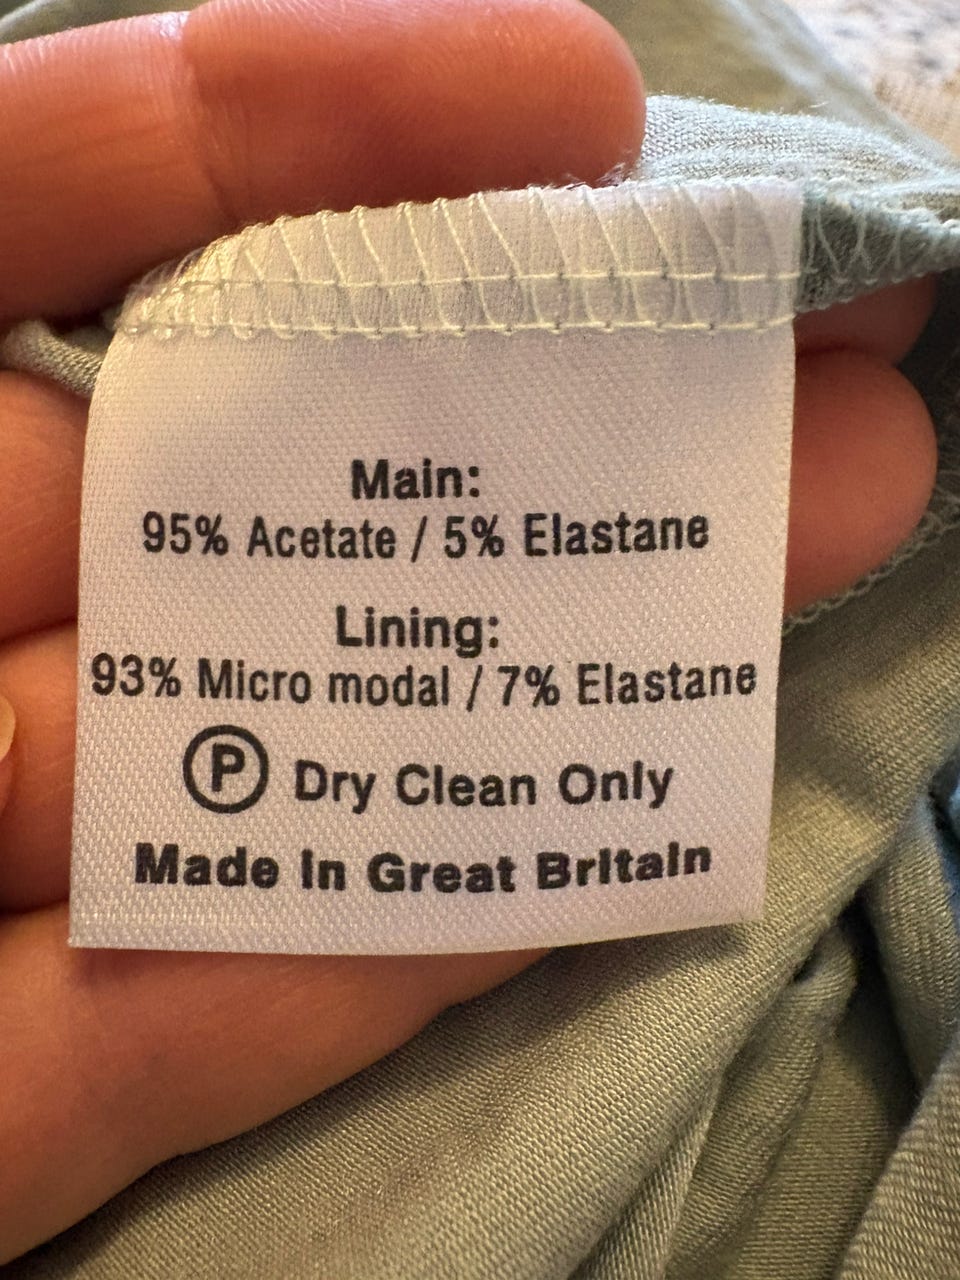 Main:
95% Acetate / 5% Elastane
Lining:
93% Micro modal / 7% Elastane
P Dry Clean Only
Made In Great Britain